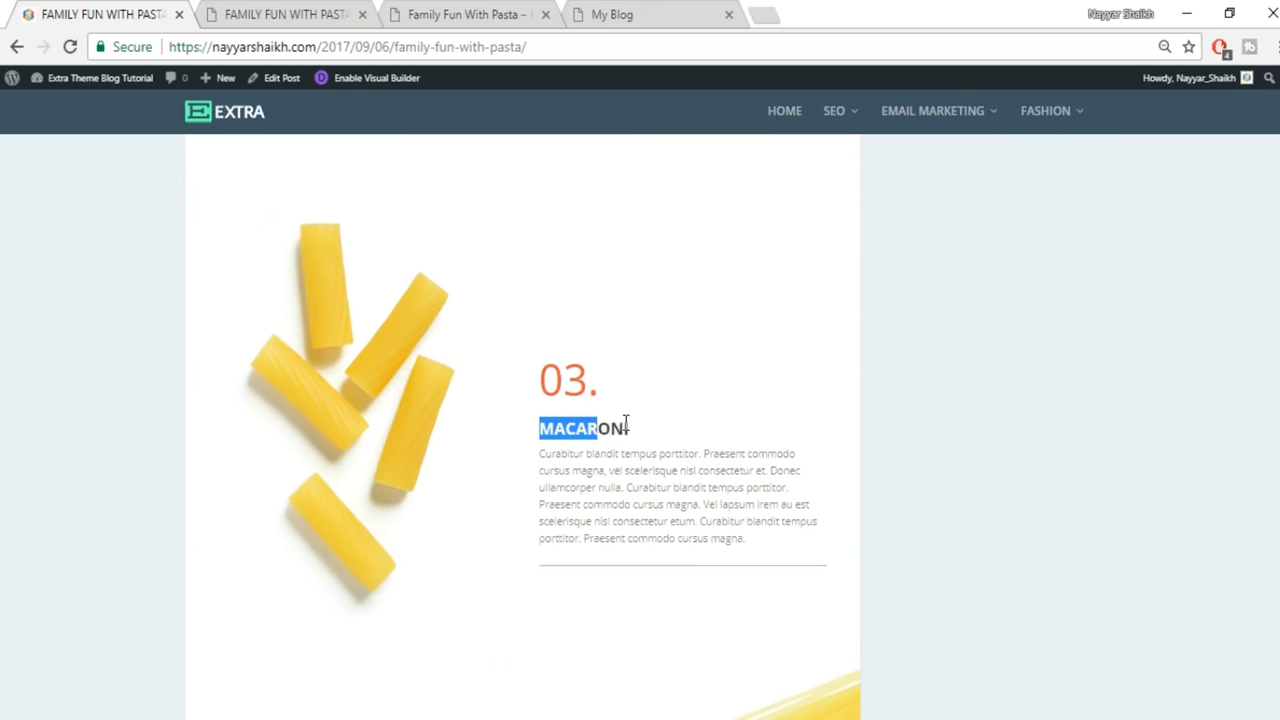 FAMILY FUN WITH PASTA
FAMILY FUN WITH PASTA
Family Fun With Pasta –
My Blog
Nayyar Shaikh
Secure
https://nayyarshaikh.com/2017/09/06/family-fun-with-pasta/
4
Extra Theme Blog Tutorial
0
New
Edit Post
D
Enable Visual Builder
Howdy, Nayyar_Shaikh
E EXTRA
HOME
SEO
EMAIL MARKETING
FASHION
03.
MACARONI
Curabitur blandit tempus porttitor. Praesent commodo
cursus magna, vel scelerisque nisl consectetur et. Donec
ullamcorper nulla. Curabitur blandit tempus porttitor.
Praesent commodo cursus magna. Vel lapsum irem au est
scelerisque nisl consectetur etum. Curabitur blandit tempus
porttitor. Praesent commodo cursus magna.